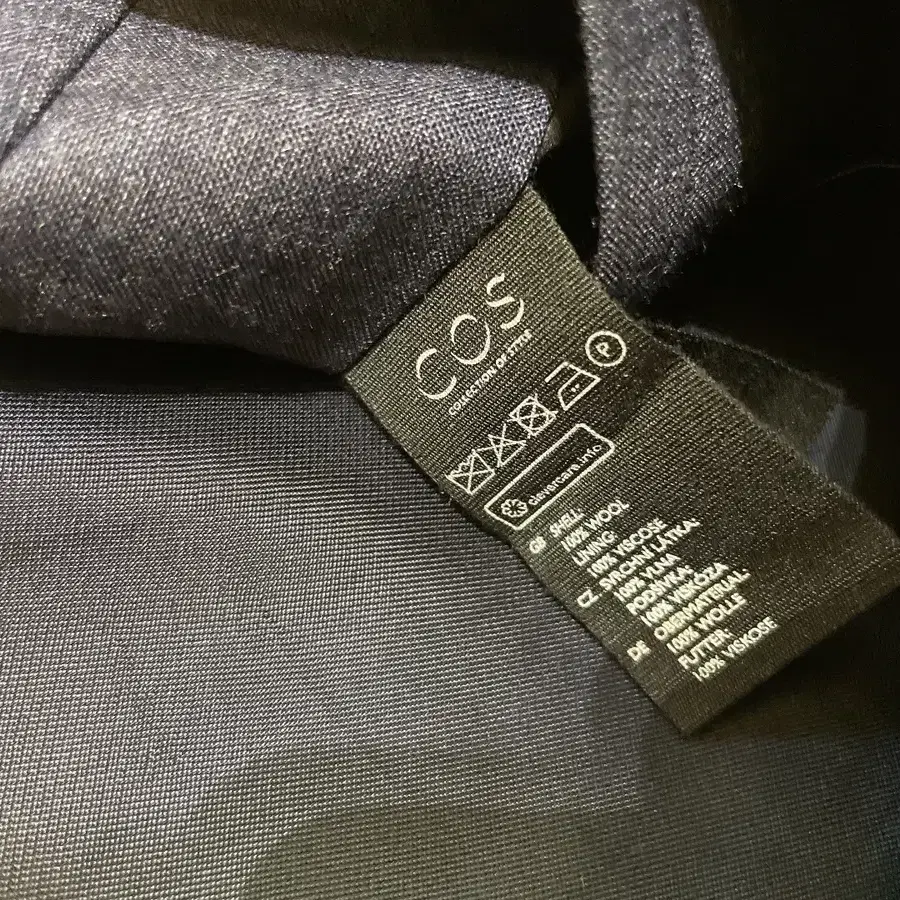 COS
COLLECTION OF STYLE
P
clevercare.info
GB SHELL:
100% WOOL
LINING:
100% VISCOSE
CZ SVRCHNÍ LÁTKA:
100% VLNA
PODŠÍVKA:
100% VISKÓZA
DE OBERMATERIAL:
100% WOLLE
FUTTER:
100% VISKOSE